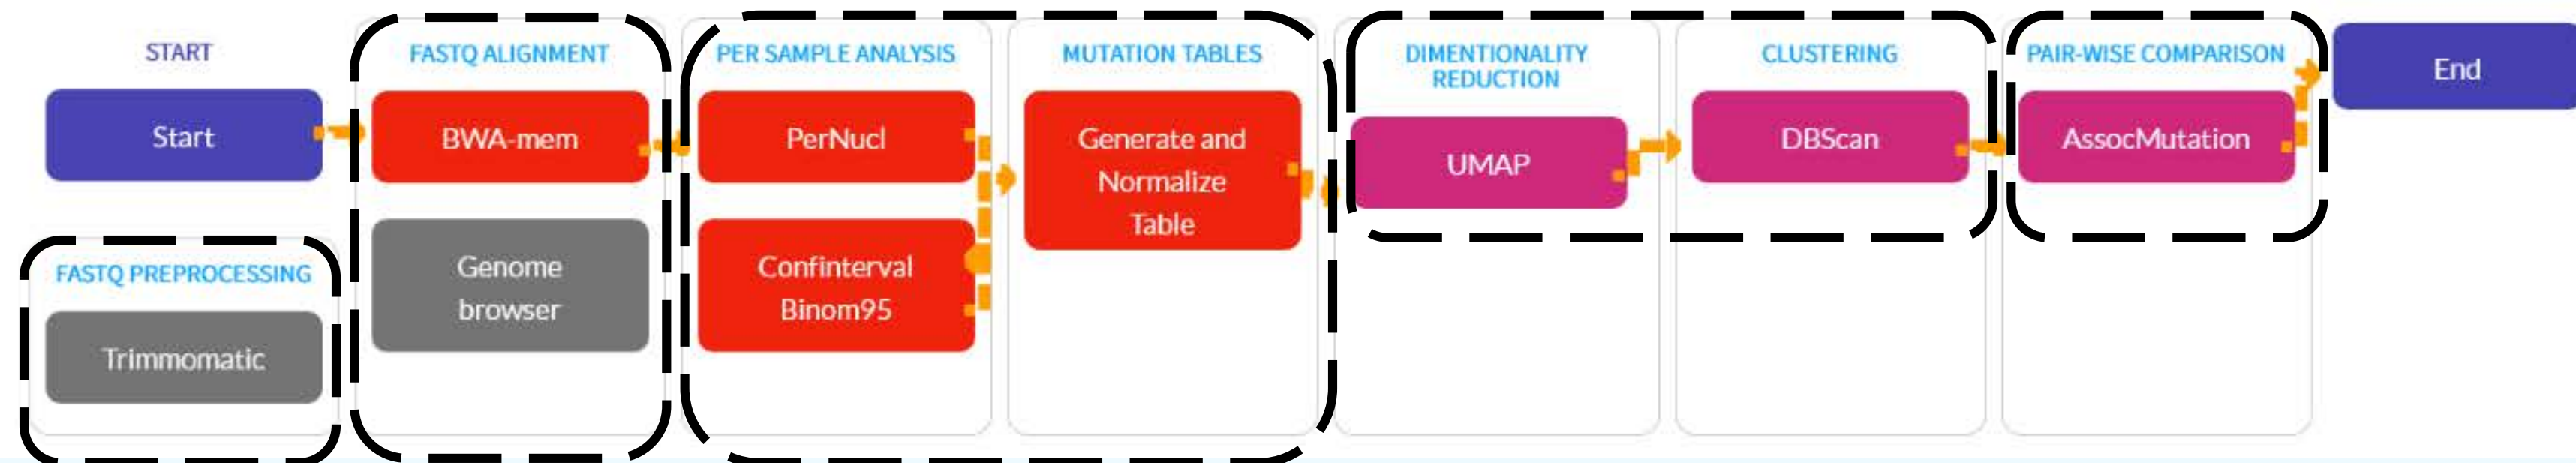 START
Start
FASTQ PREPROCESSING
Trimmomatic
FASTQ ALIGNMENT
BWA-mem
Genome
browser
PER SAMPLE ANALYSIS
PerNucl
Confinterval
Binom95
MUTATION TABLES
Generate and
Normalize
Table
DIMENTIONALITY
REDUCTION
UMAP
CLUSTERING
DBScan
PAIR-WISE COMPARISON
AssocMutation
End